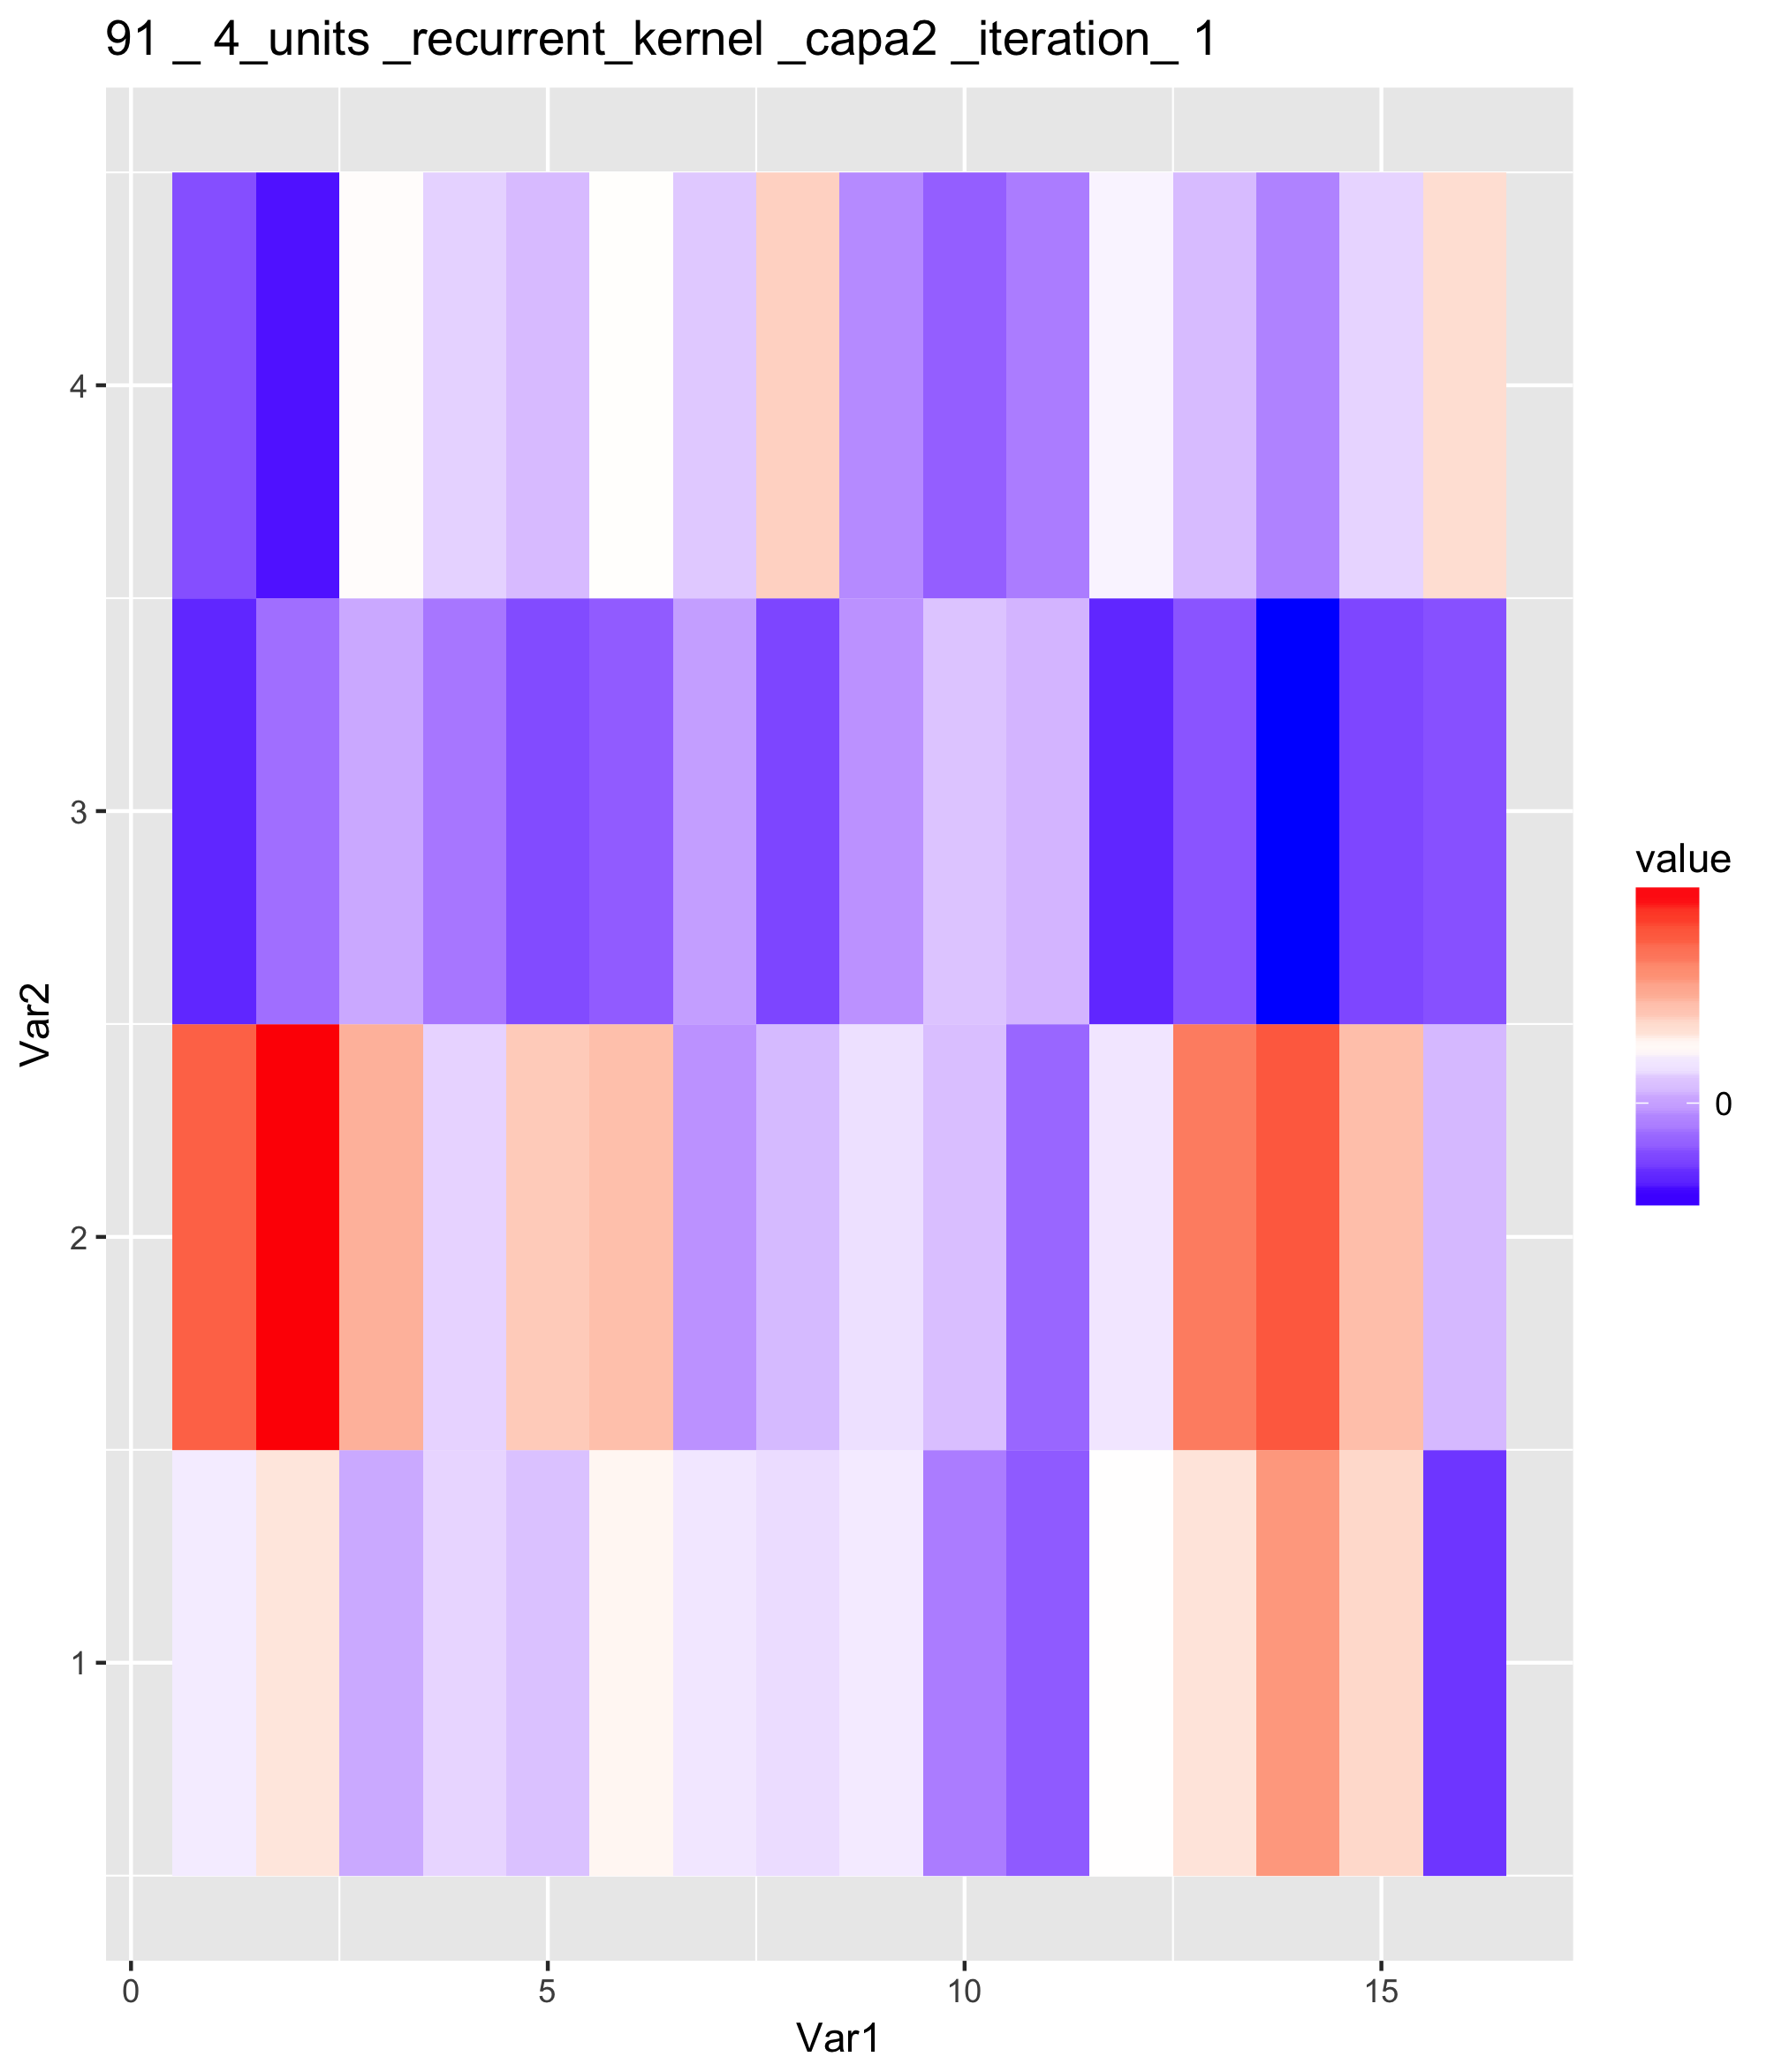 91 _ 4_units _recurrent_kernel _capa2 _iteration_ 1
4
3
2
1
Var2
0
5
10
15
Var1
value
0